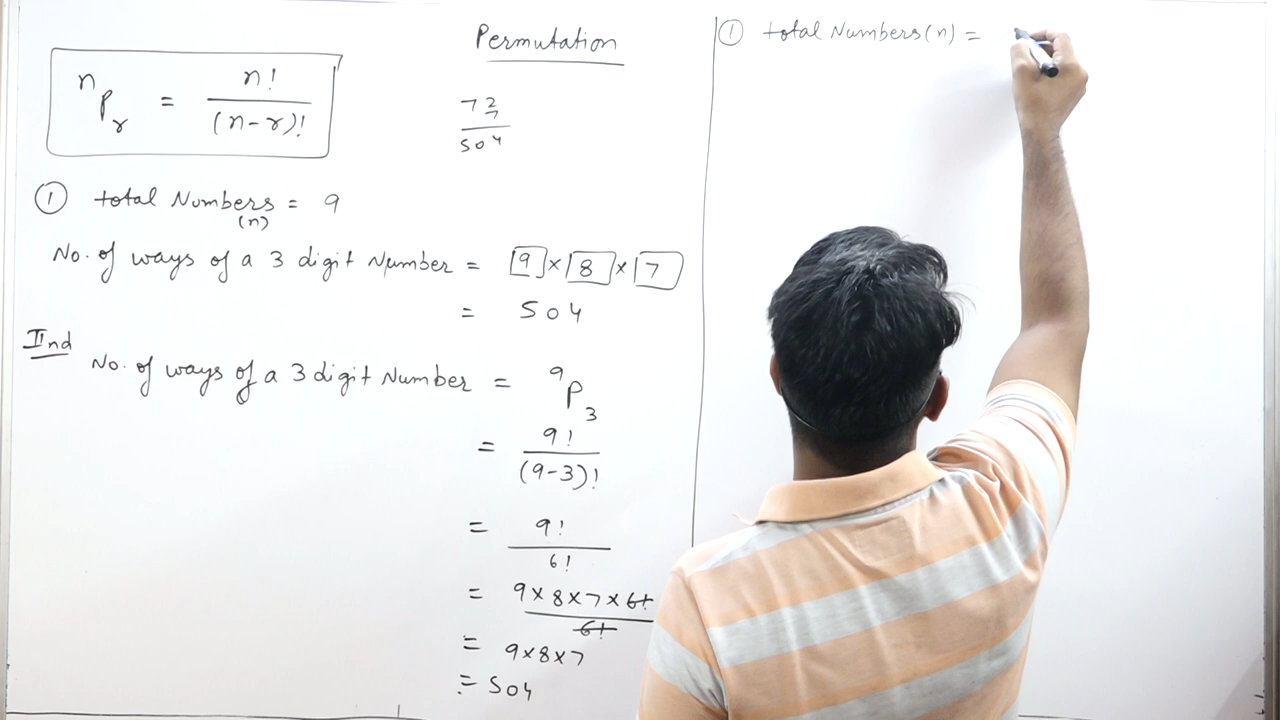 Permutation
nPr = n! / (n-r)!
72
7
504
① total Numbers (n) = 9
No. of ways of a 3 digit Number = 9 × 8 × 7
= 504
IInd
No. of ways of a 3 digit Number = 9P3
= 9! / (9-3)!
= 9! / 6!
= 9×8×7×6! / 6!
= 9×8×7
= 504
① total Numbers (n) =